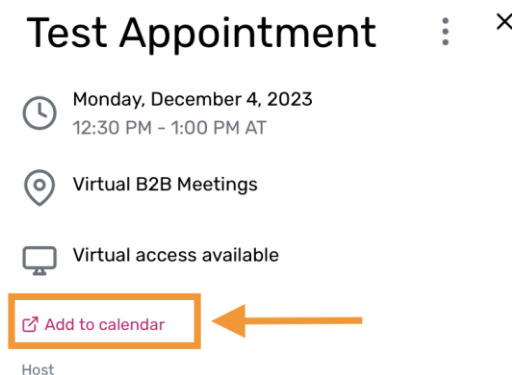 Test Appointment
Monday, December 4, 2023
12:30 PM - 1:00 PM AT
Virtual B2B Meetings
Virtual access available
Add to calendar
Host